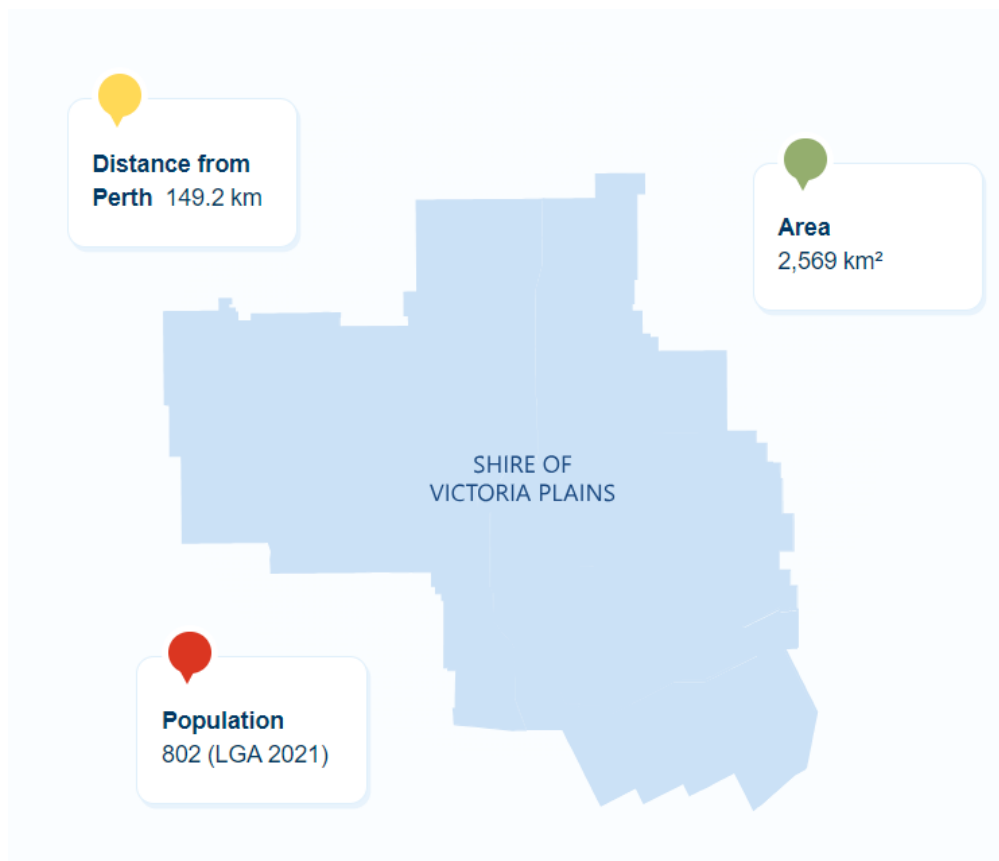 Distance from
Perth 149.2 km
Area
2,569 km²
SHIRE OF
VICTORIA PLAINS
Population
802 (LGA 2021)